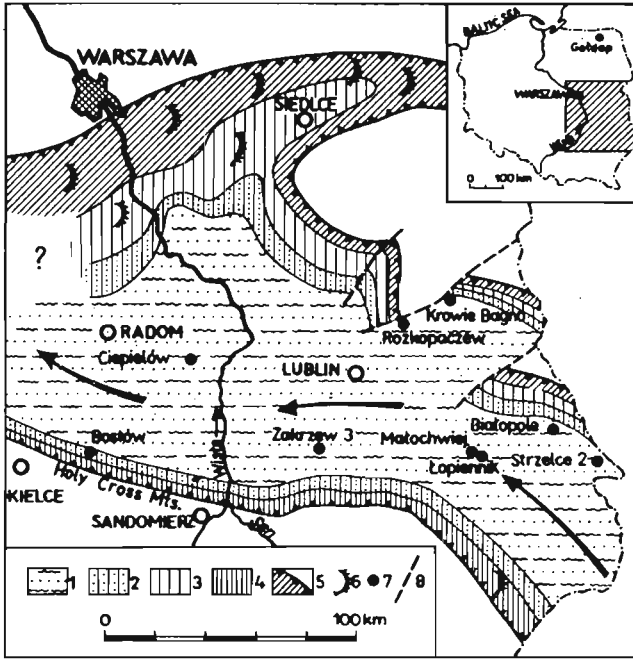 BALTIC SEA
Gołdap
WARSZAWA
0 100 km
WARSZAWA
SIEDLCE
?
RADOM
Ciepielów
LUBLIN
Krowie Bagno
Rożkopaczew
Bostów
Zakrzew 3
Małochwiej
Łopiennik
Białopole
Strzelce 2
Wisła
KIELCE
Holy Cross Mts.
SANDOMIERZ
1 2 3 4 5 6 7 8
0 100 km